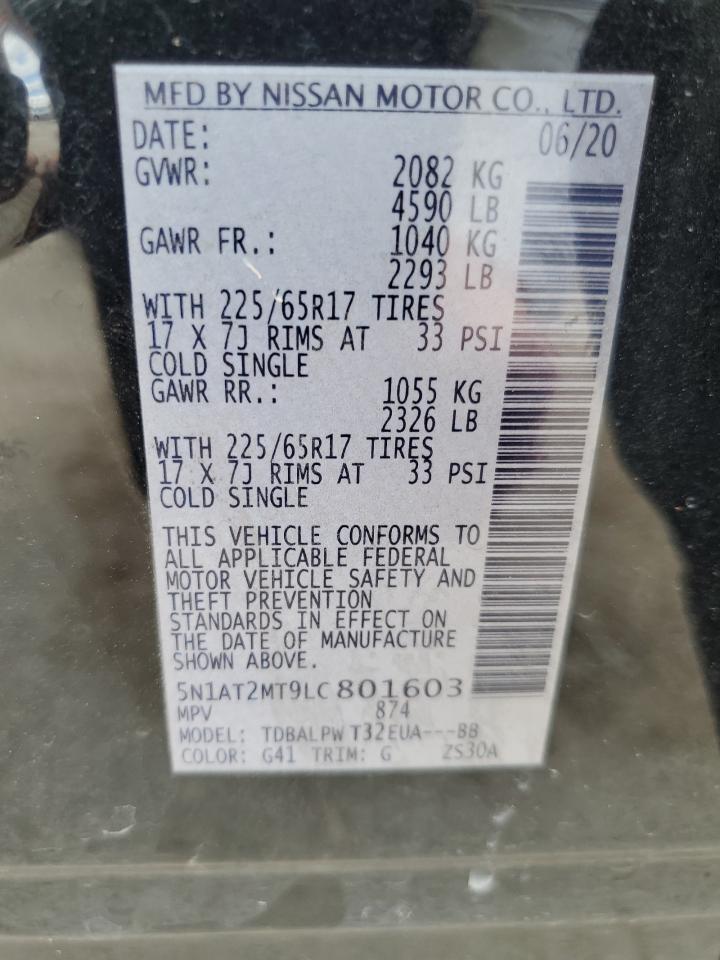 MFD BY NISSAN MOTOR CO., LTD.
DATE: 06/20
GVWR: 2082 KG
4590 LB
GAWR FR.: 1040 KG
2293 LB
WITH 225/65R17 TIRES
17 X 7J RIMS AT 33 PSI
COLD SINGLE
GAWR RR.: 1055 KG
2326 LB
WITH 225/65R17 TIRES
17 X 7J RIMS AT 33 PSI
COLD SINGLE
THIS VEHICLE CONFORMS TO
ALL APPLICABLE FEDERAL
MOTOR VEHICLE SAFETY AND
THEFT PREVENTION
STANDARDS IN EFFECT ON
THE DATE OF MANUFACTURE
SHOWN ABOVE.
5N1AT2MT9LC801603
MPV 874
MODEL: TDBALPW T32EUA---BB
COLOR: G41 TRIM: G ZS30A